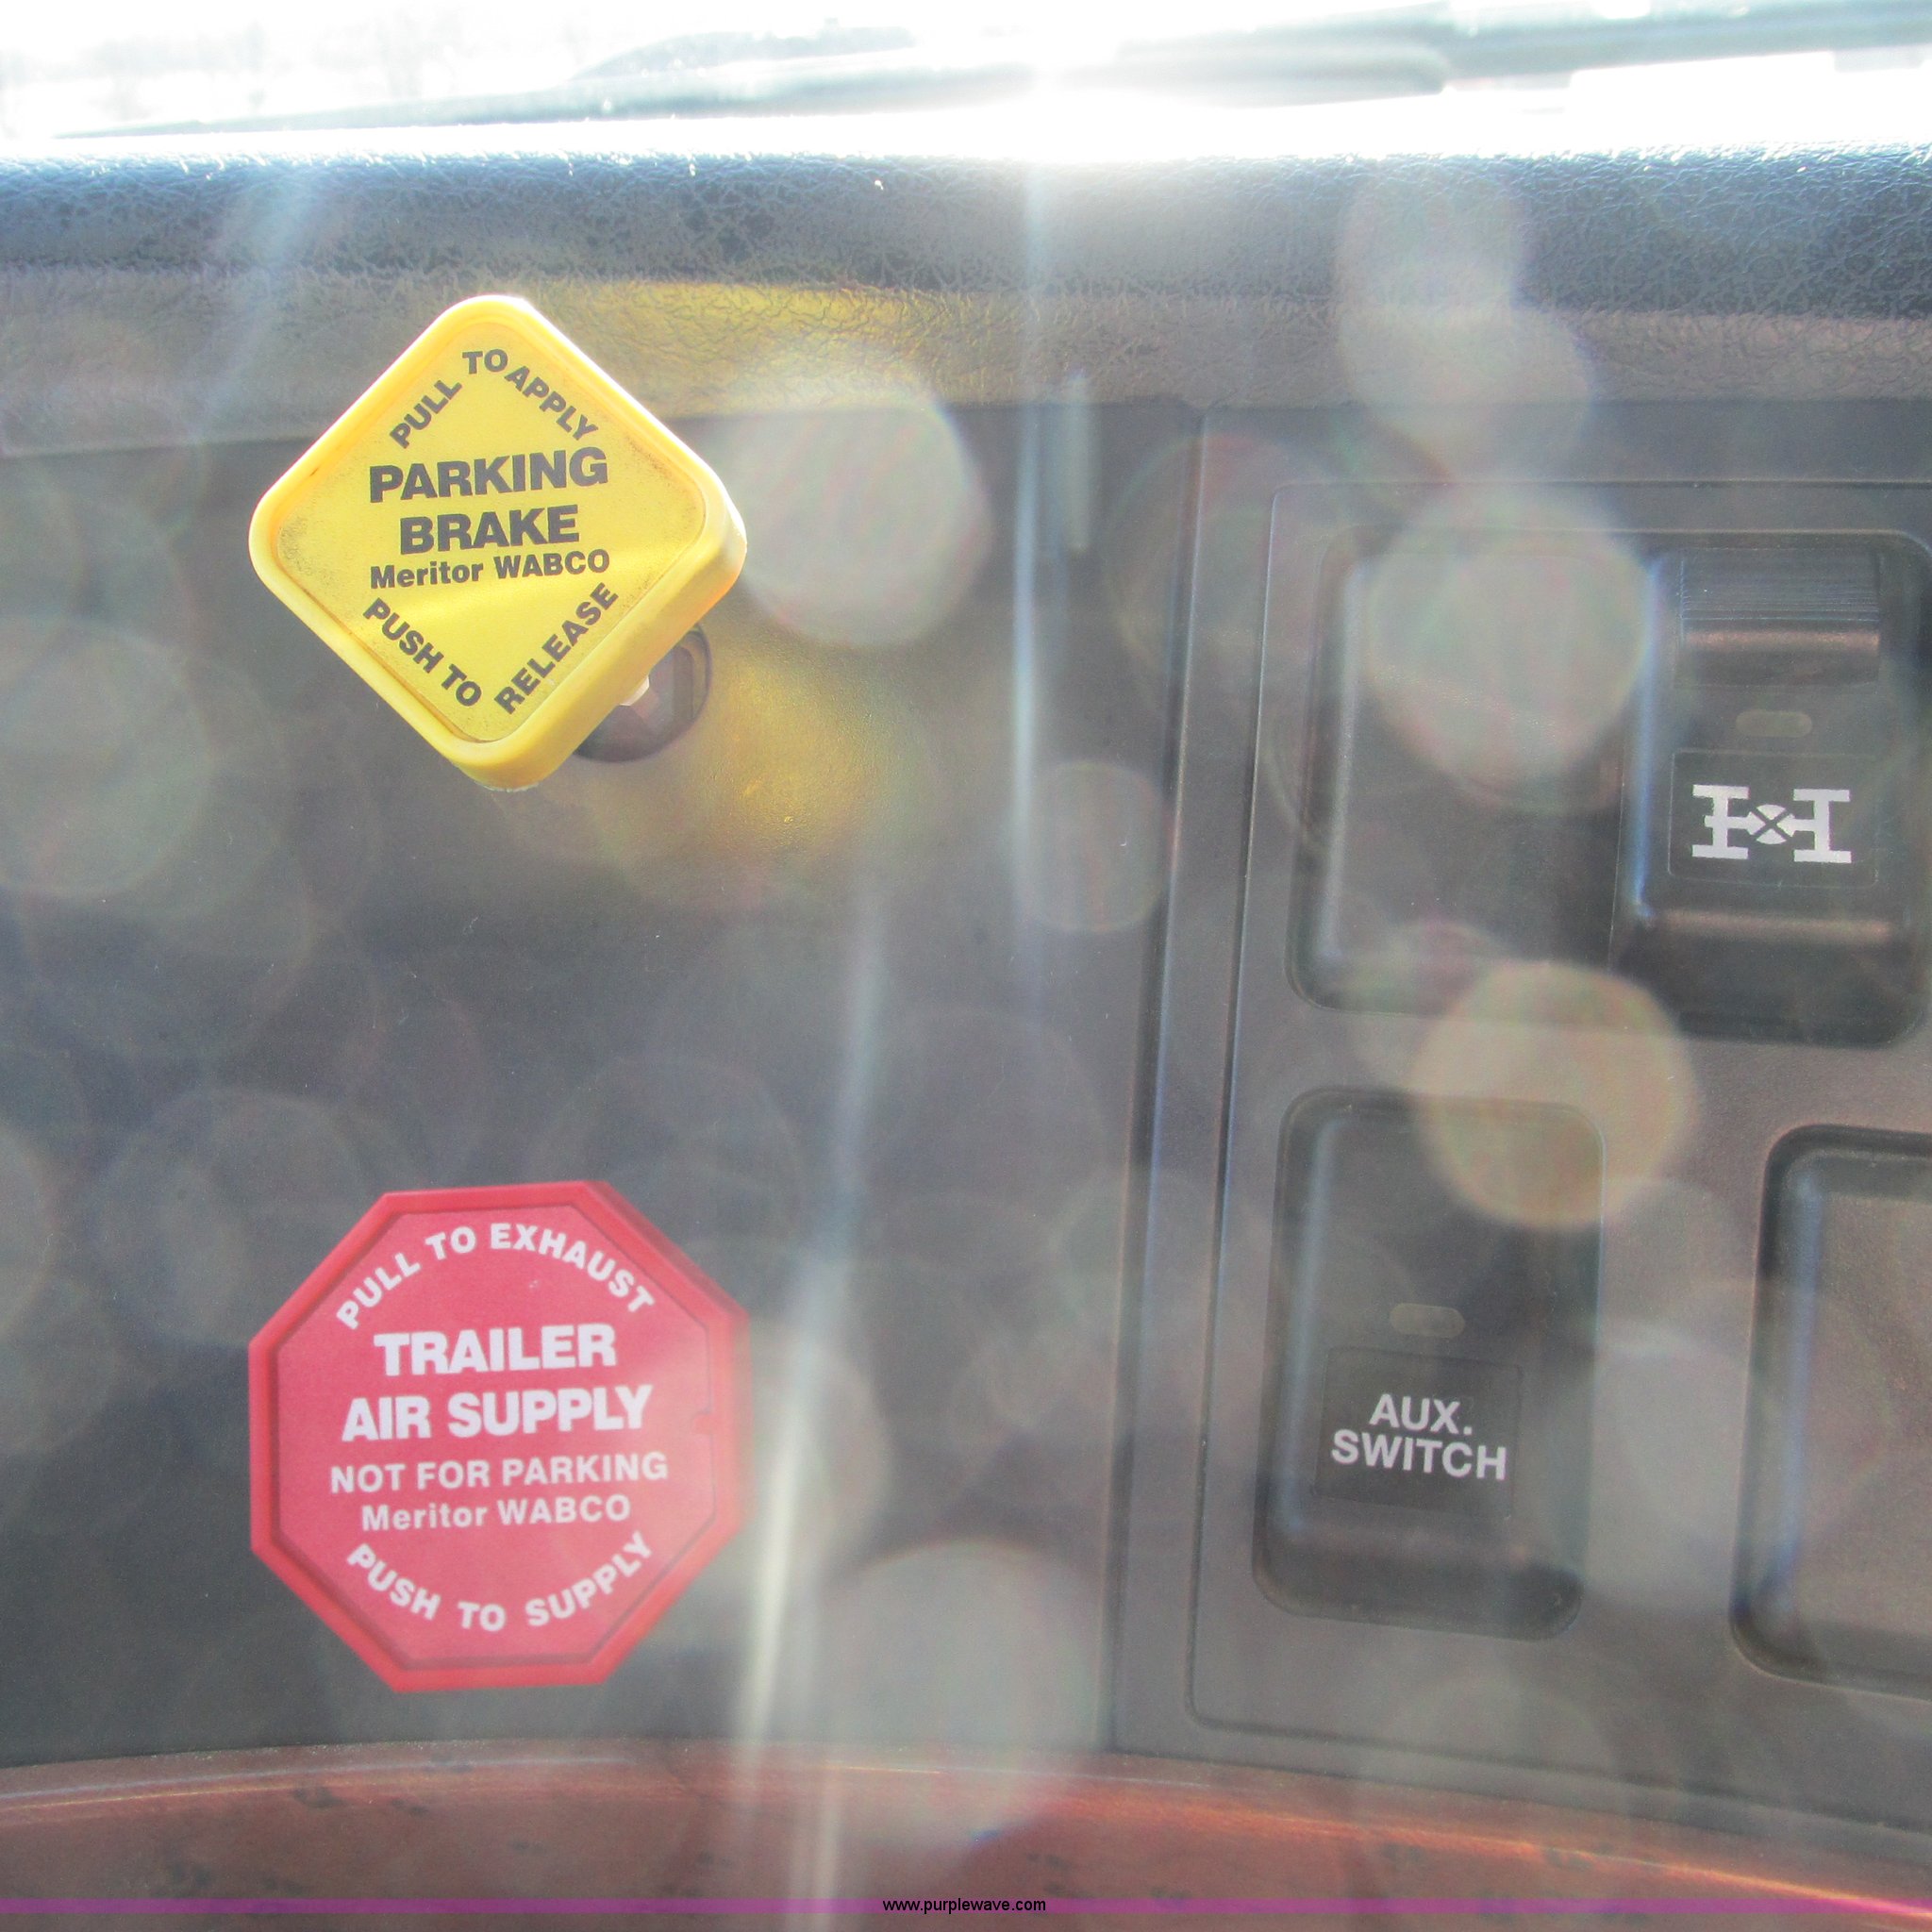 PULL TO APPLY
PARKING
BRAKE
Meritor WABCO
PUSH TO RELEASE
PULL TO EXHAUST
TRAILER
AIR SUPPLY
NOT FOR PARKING
Meritor WABCO
PUSH TO SUPPLY
AUX.
SWITCH
www.purplewave.com